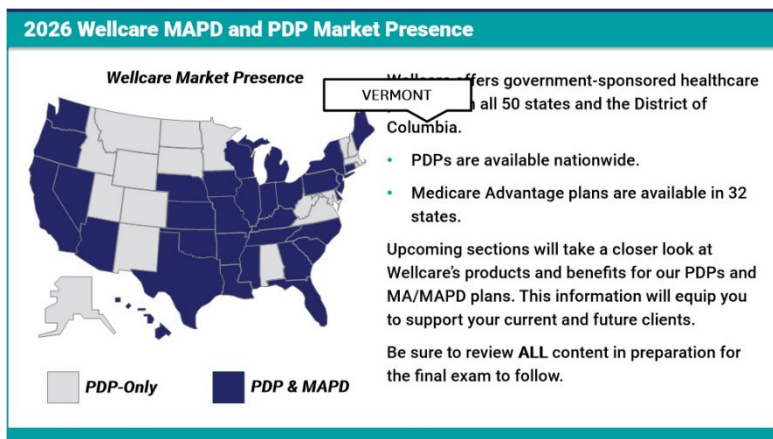 2026 Wellcare MAPD and PDP Market Presence
Wellcare Market Presence
VERMONT
Wellcare offers government-sponsored healthcare
in all 50 states and the District of
Columbia.
• PDPs are available nationwide.
• Medicare Advantage plans are available in 32
states.
Upcoming sections will take a closer look at
Wellcare's products and benefits for our PDPs and
MA/MAPD plans. This information will equip you
to support your current and future clients.
Be sure to review ALL content in preparation for
the final exam to follow.
PDP-Only
PDP & MAPD